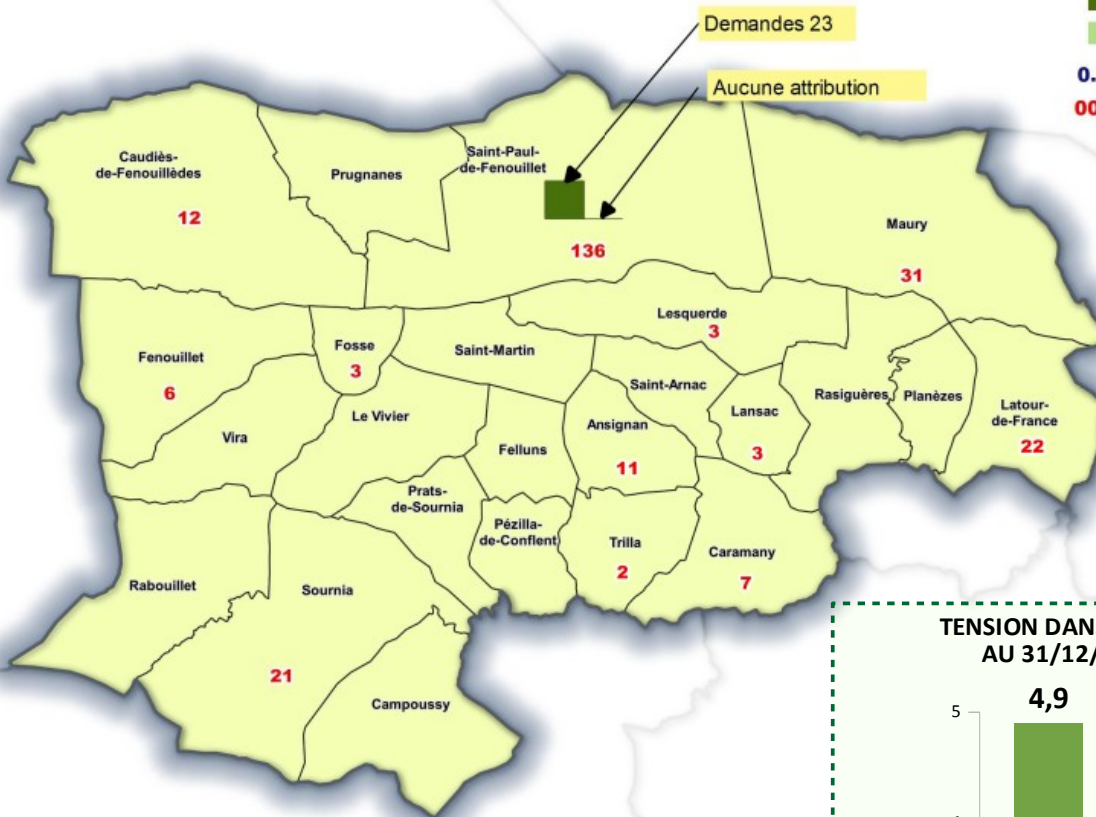 Demandes 23
Aucune attribution
0.
00
Caudiès-
de-Fenouillèdes
12
Prugnanes
Saint-Paul-
de-Fenouillet
136
Maury
31
Lesquerde
3
Fenouillet
6
Fosse
3
Saint-Martin
Saint-Arnac
Lansac
3
Rasiguères
Planèzes
Latour-
de-France
22
Vira
Le Vivier
Felluns
Ansignan
11
Prats-
de-Sournia
Pézilla-
de-Conflent
Trilla
2
Caramany
7
Rabouillet
Sournia
21
Campoussy
TENSION DAN
AU 31/12/
4,9
5